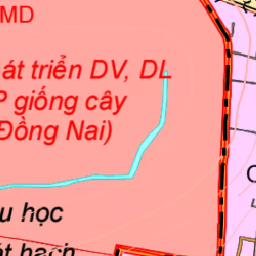 MD
át triển DV, DL
P giống cây
Đồng Nai)
u học
át hạch